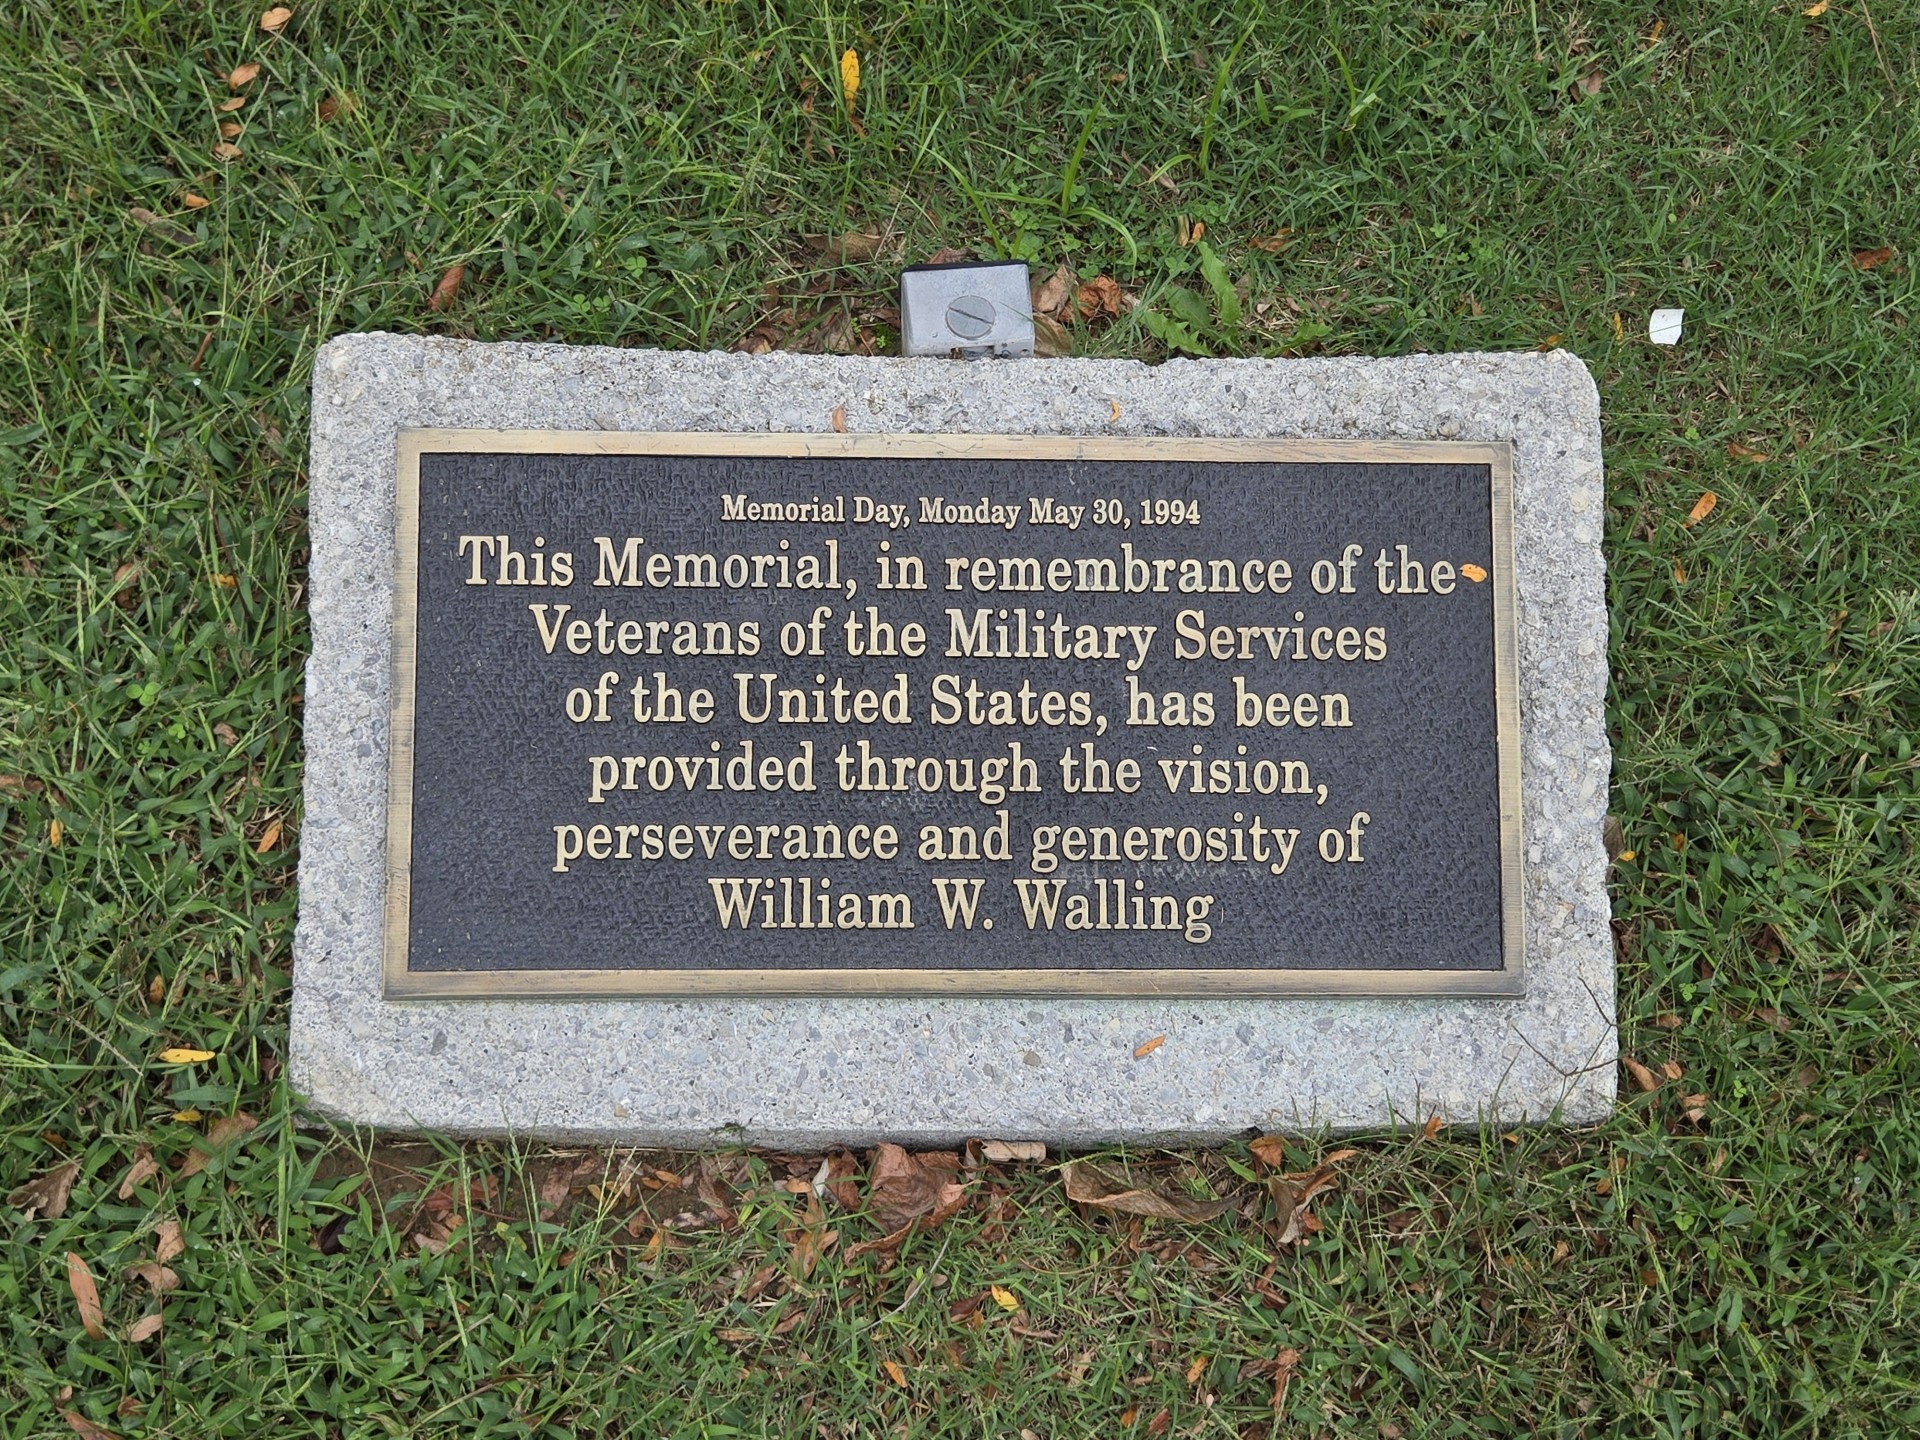 Memorial Day, Monday May 30, 1994
This Memorial, in remembrance of the
Veterans of the Military Services
of the United States, has been
provided through the vision,
perseverance and generosity of
William W. Walling